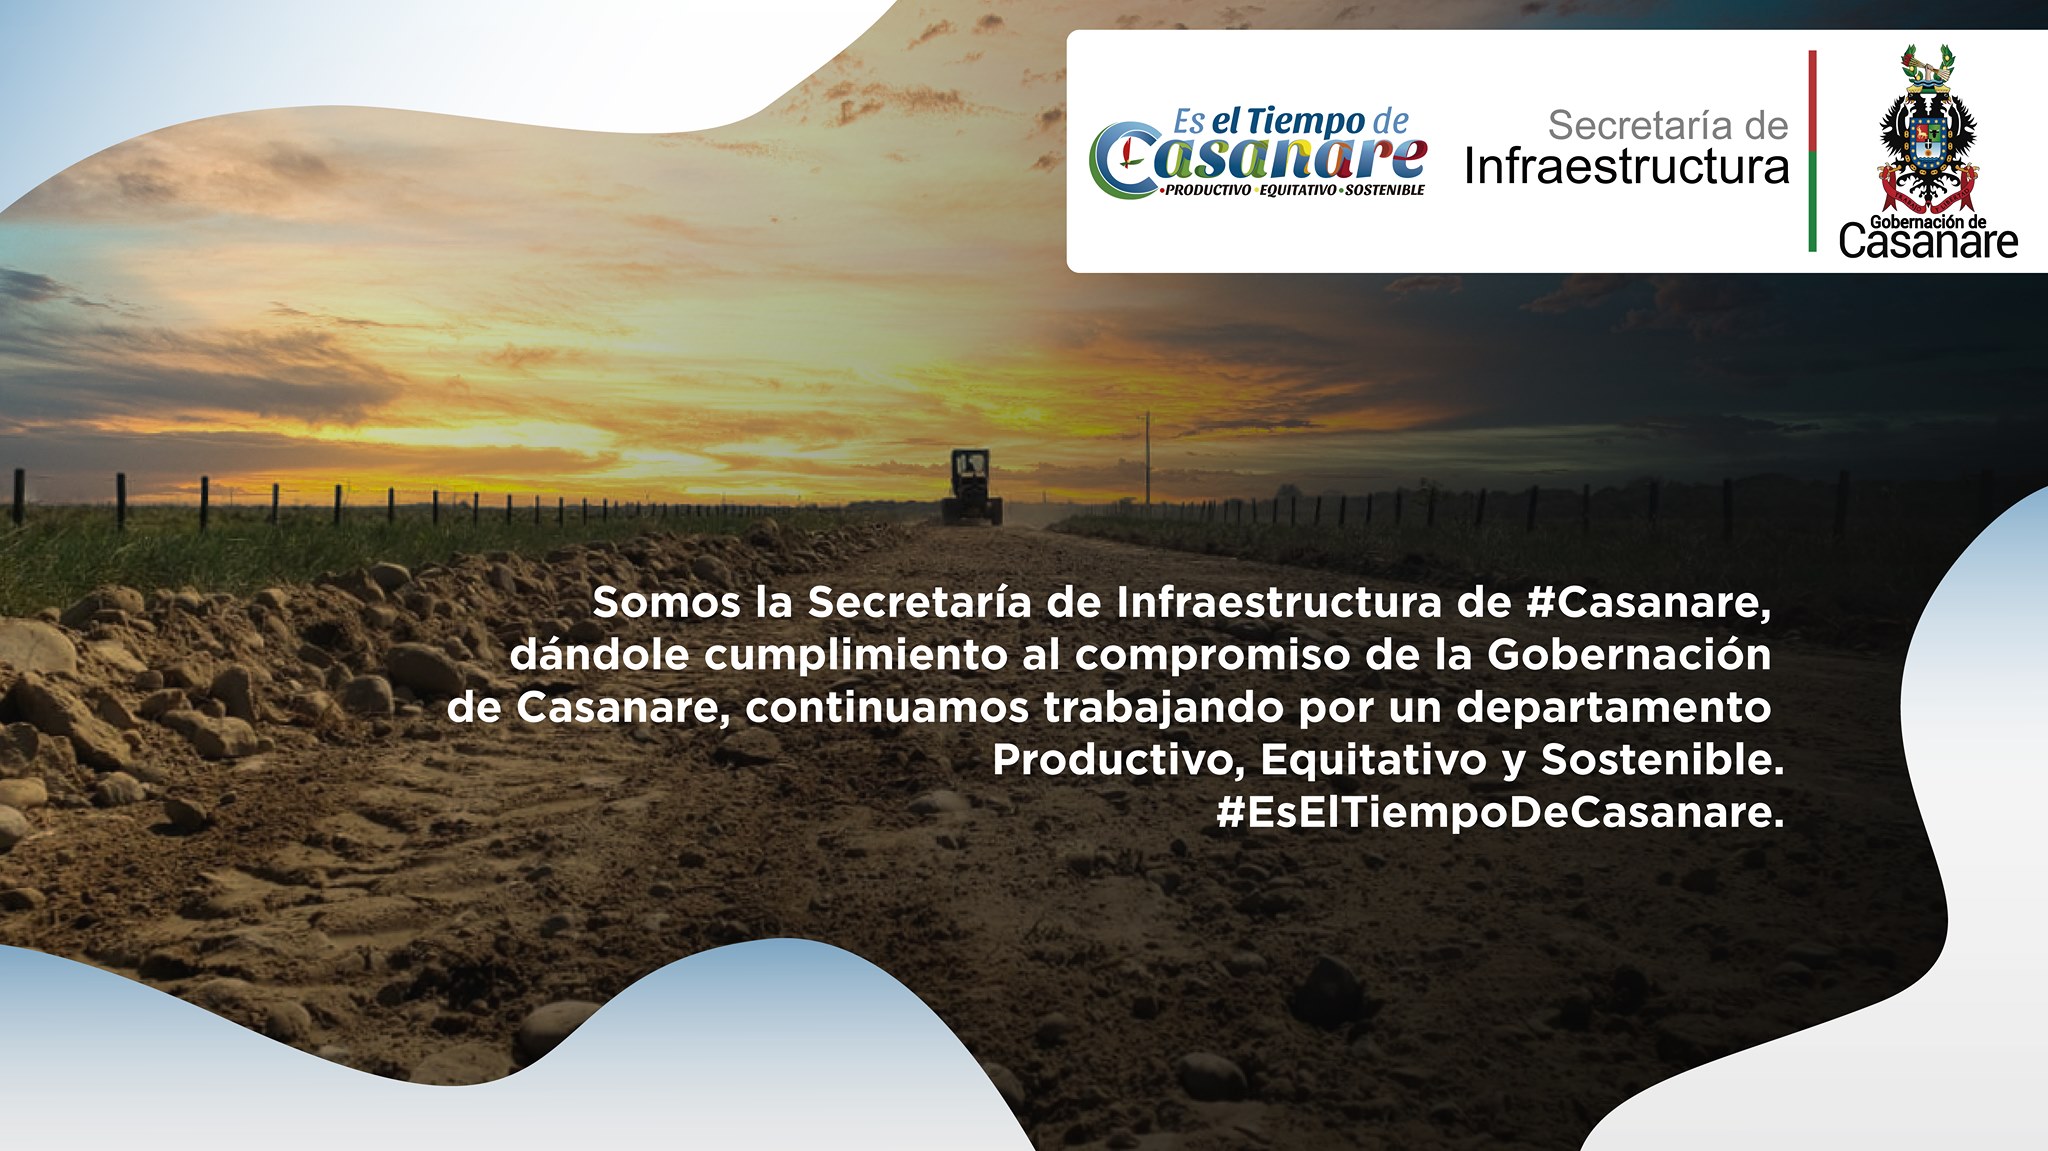 Es el Tiempo de
Casanare
•PRODUCTIVO •EQUITATIVO •SOSTENIBLE
Secretaría de
Infraestructura
Gobernación de
Casanare
Somos la Secretaría de Infraestructura de #Casanare,
dándole cumplimiento al compromiso de la Gobernación
de Casanare, continuamos trabajando por un departamento
Productivo, Equitativo y Sostenible.
#EsElTiempoDeCasanare.